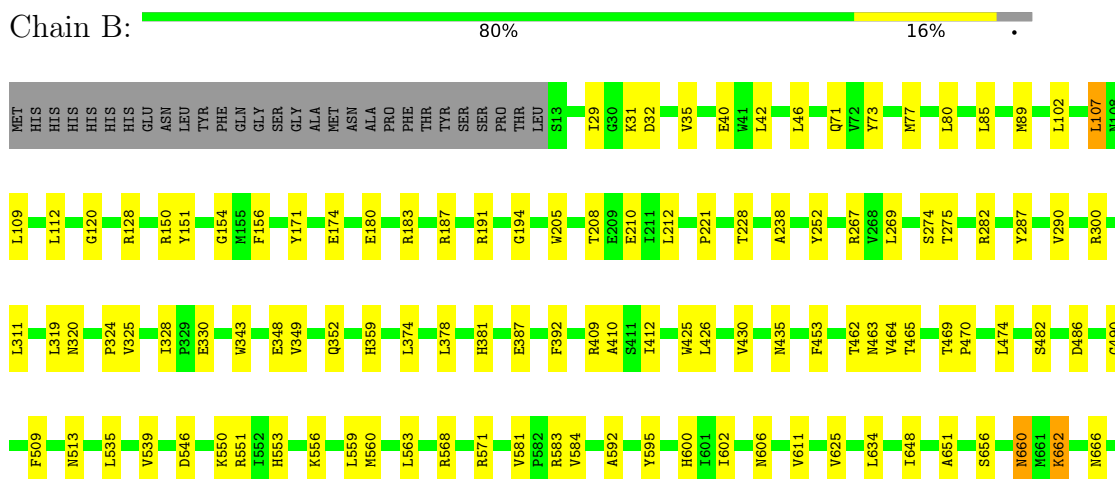 Chain B:
80% 16% •
MET HIS HIS HIS HIS HIS HIS GLU ASN LEU TYR PHE GLN GLY SER GLY ALA MET ASN ALA PRO PHE THR TYR SER SER PRO THR LEU S13 I29 G30 K31 D32 V35 E40 W41 L42 L46 Q71 V72 Y73 M77 L80 L85 M89 L102 L107 N108
L109 L112 G120 R128 R150 Y151 G154 M155 F156 Y171 E174 E180 R183 R187 R191 G194 W205 T208 E209 E210 I211 L212 P221 T228 A238 Y252 R267 V268 L269 S274 T275 R282 Y287 V290 R300
L311 L319 N320 P324 V325 I328 P329 E330 W343 E348 V349 Q352 H359 L374 L378 H381 E387 F392 R409 A410 S411 I412 W425 L426 V430 N435 F453 T462 N463 V464 T465 T469 P470 L474 S482 D486
F509 N513 L535 V539 D546 K550 R551 I552 H553 K556 L559 M560 L563 R568 R571 V581 P582 R583 V584 A592 Y595 H600 I601 I602 N606 V611 V625 L634 I648 A651 S656 N660 M661 K662 N666